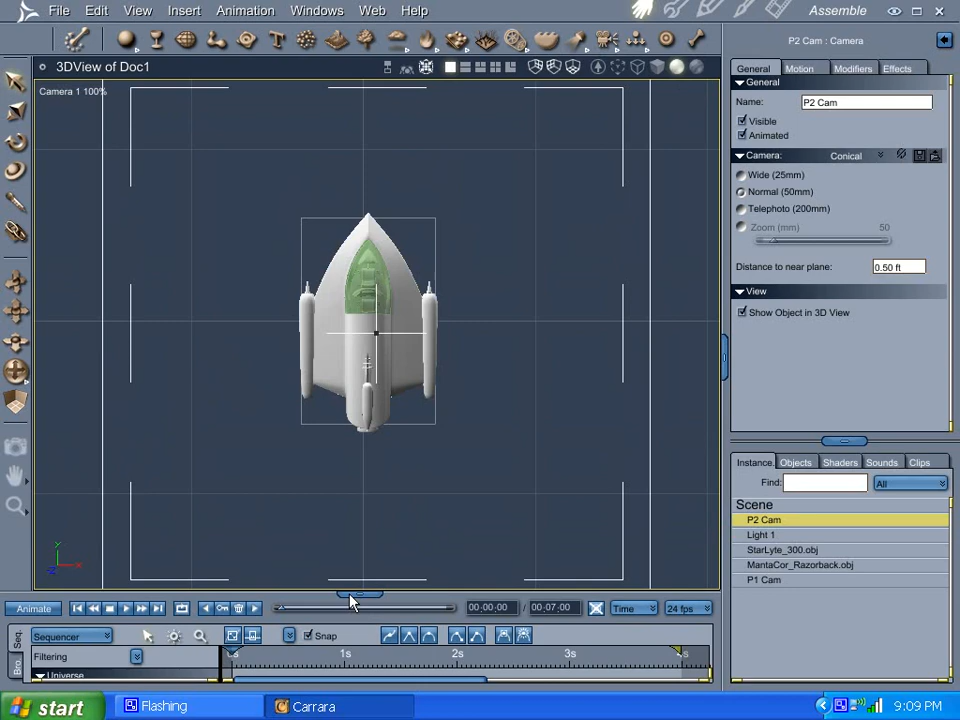 File Edit View Insert Animation Windows Web Help
Assemble
3DView of Doc1
P2 Cam : Camera
Camera 1 100%
General Motion Modifiers Effects
General
Name: P2 Cam
Visible
Animated
Camera: Conical
Wide (25mm)
Normal (50mm)
Telephoto (200mm)
Zoom (mm) 50
Distance to near plane: 0.50 ft
View
Show Object in 3D View
Y
X
Z
Instance. Objects Shaders Sounds Clips
Find: All
Scene
P2 Cam
Light 1
StarLyte_300.obj
MantaCor_Razorback.obj
P1 Cam
Animate 00-00-00 / 00-07-00 Time 24 fps
Seq. Sequencer Snap
Bro. Filtering 1s 2s 3s
Universe
start Flashing Carrara 9:09 PM